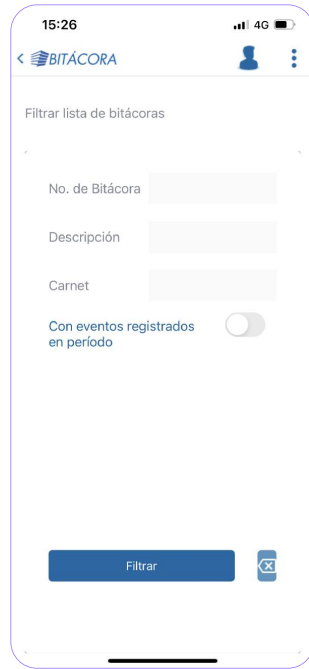 15:26
4G
BITÁCORA
Filtrar lista de bitácoras
No. de Bitácora
Descripción
Carnet
Con eventos registrados
en período
Filtrar